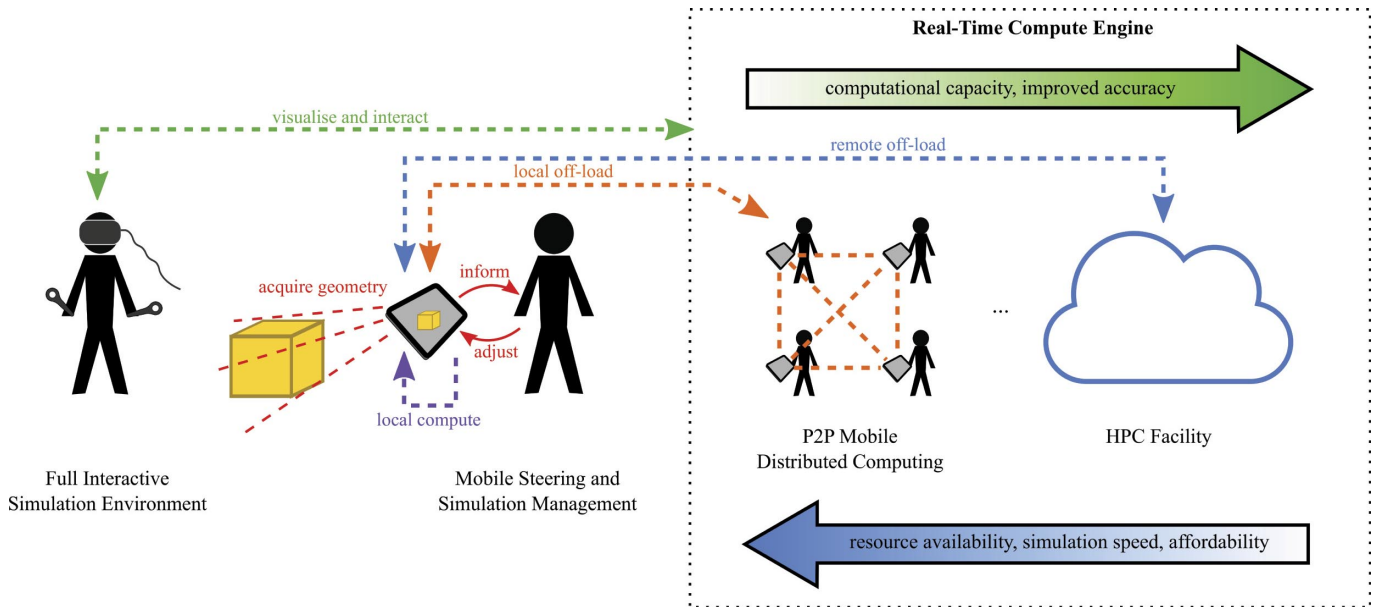 Real-Time Compute Engine
computational capacity, improved accuracy
visualise and interact
remote off-load
local off-load
acquire geometry
inform
adjust
local compute
...
Full Interactive
Simulation Environment
Mobile Steering and
Simulation Management
P2P Mobile
Distributed Computing
HPC Facility
resource availability, simulation speed, affordability